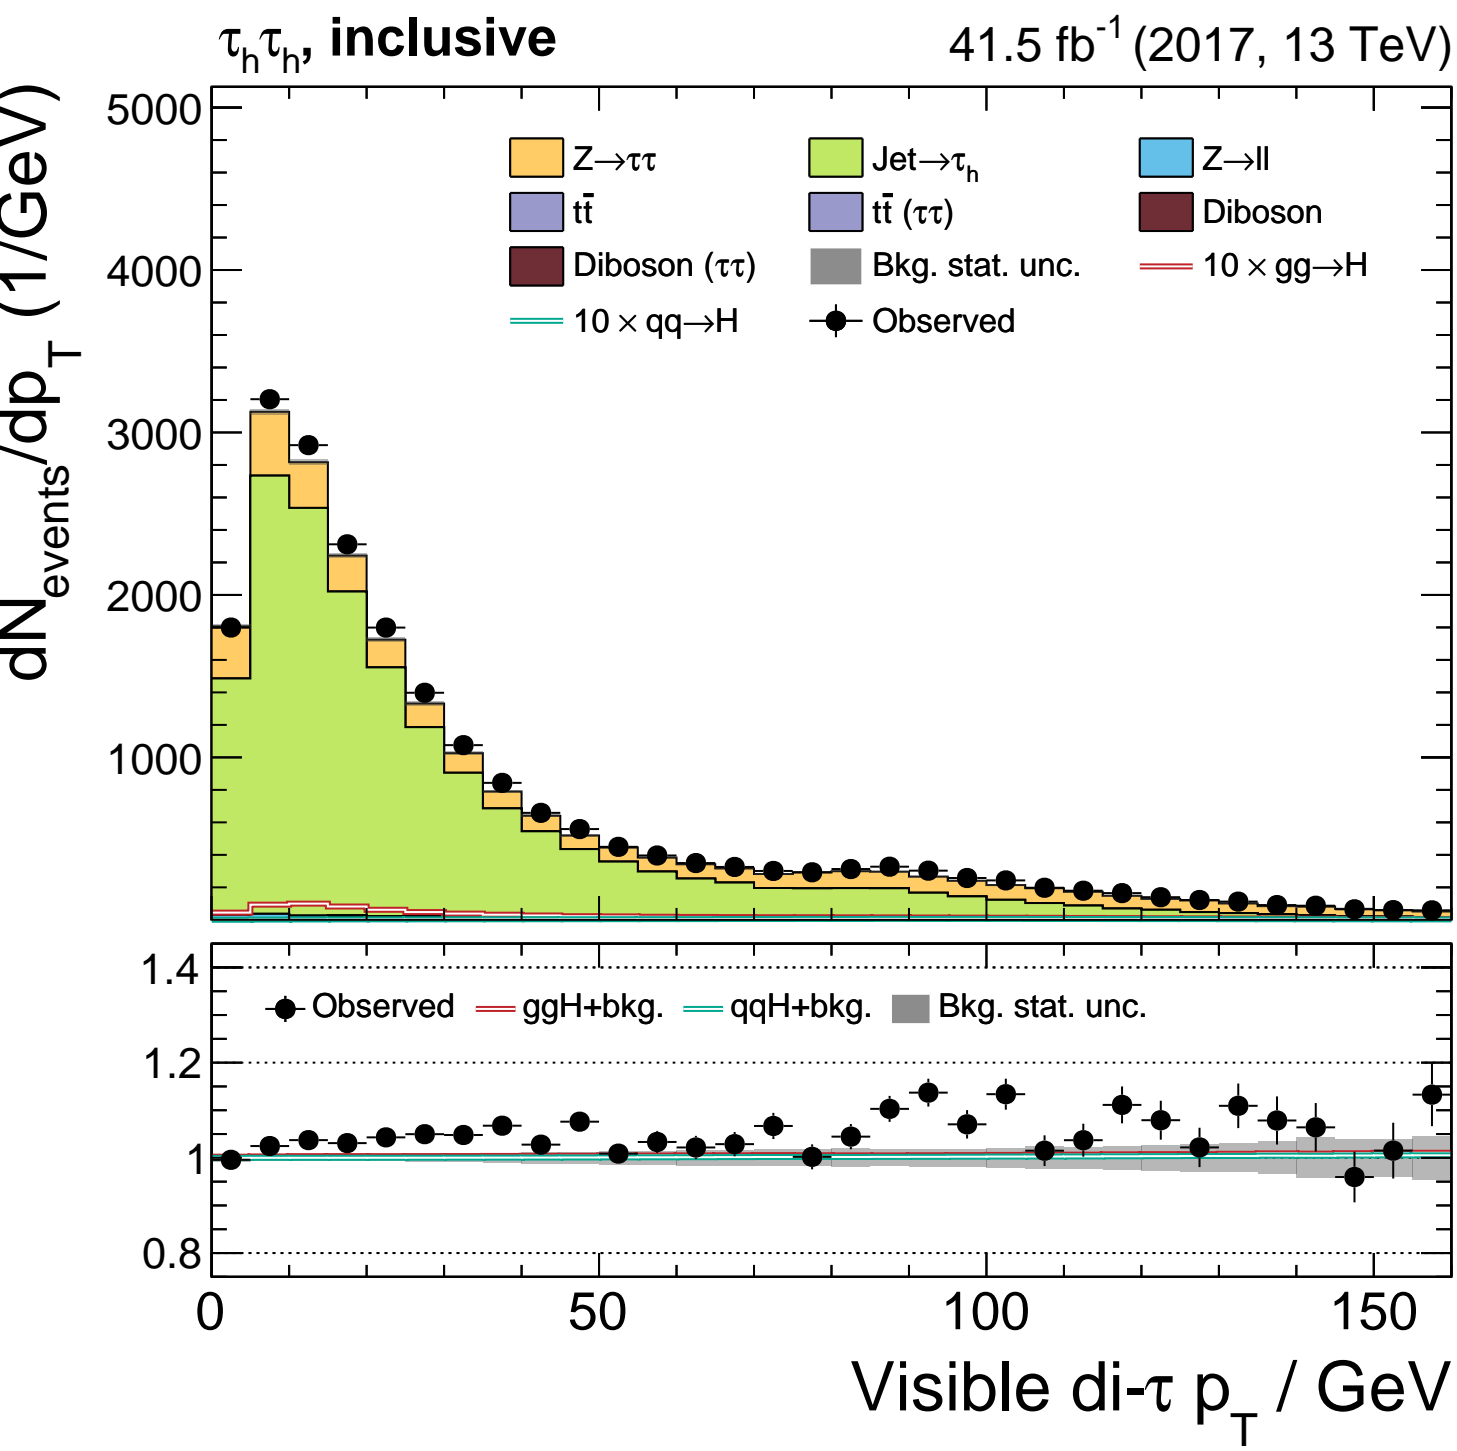 τhτh, inclusive 41.5 fb-1 (2017, 13 TeV)
dNevents/dpT (1/GeV)
5000
4000
3000
2000
1000
Z→ττ Jet→τh Z→ll
tt̄ tt̄ (ττ) Diboson
Diboson (ττ) Bkg. stat. unc. 10 × gg→H
10 × qq→H Observed
1.4
1.2
1
0.8
Observed ggH+bkg. qqH+bkg. Bkg. stat. unc.
0 50 100 150
Visible di-τ pT / GeV